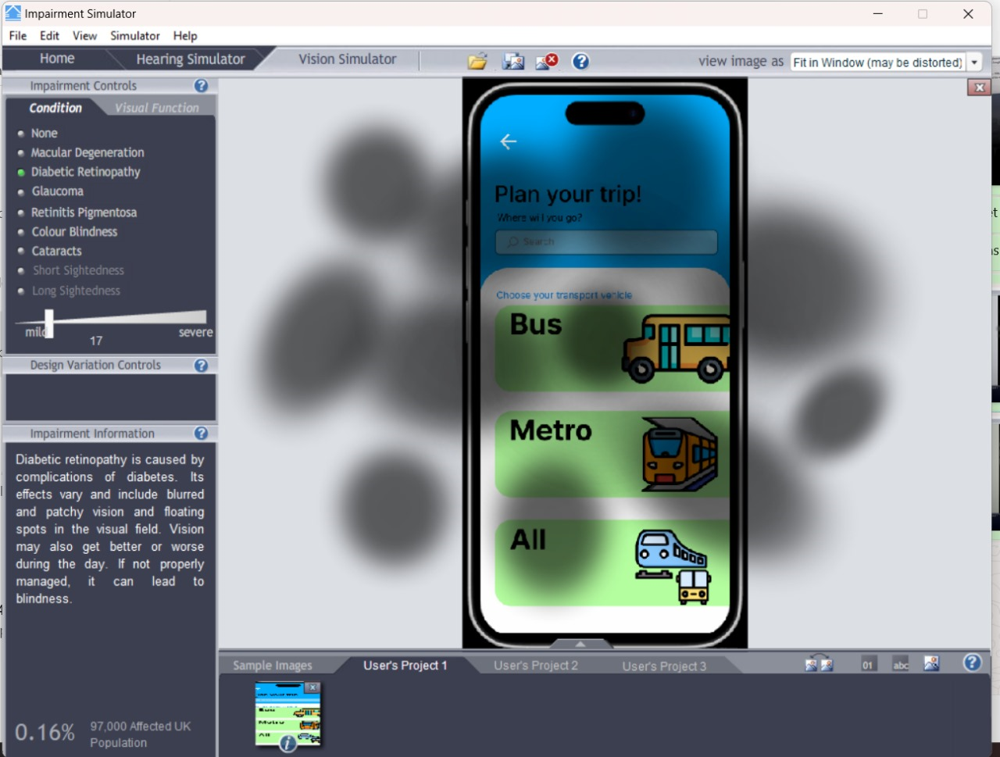 Impairment Simulator
File Edit View Simulator Help
Home Hearing Simulator Vision Simulator view image as Fit in Window (may be distorted)
Impairment Controls
Condition Visual Function
None
Macular Degeneration
Diabetic Retinopathy
Glaucoma
Retinitis Pigmentosa
Colour Blindness
Cataracts
Short Sightedness
Long Sightedness
mild severe
17
Design Variation Controls
Impairment Information
Diabetic retinopathy is caused by
complications of diabetes. Its
effects vary and include blurred
and patchy vision and floating
spots in the visual field. Vision
may also get better or worse
during the day. If not properly
managed, it can lead to
blindness.
0.16% 97,000 Affected UK
Population
Plan your trip!
Where will you go?
Search
Choose your transport vehicle
Bus
Metro
All
Sample Images User's Project 1 User's Project 2 User's Project 3 01 abc
Bus
Metro
All